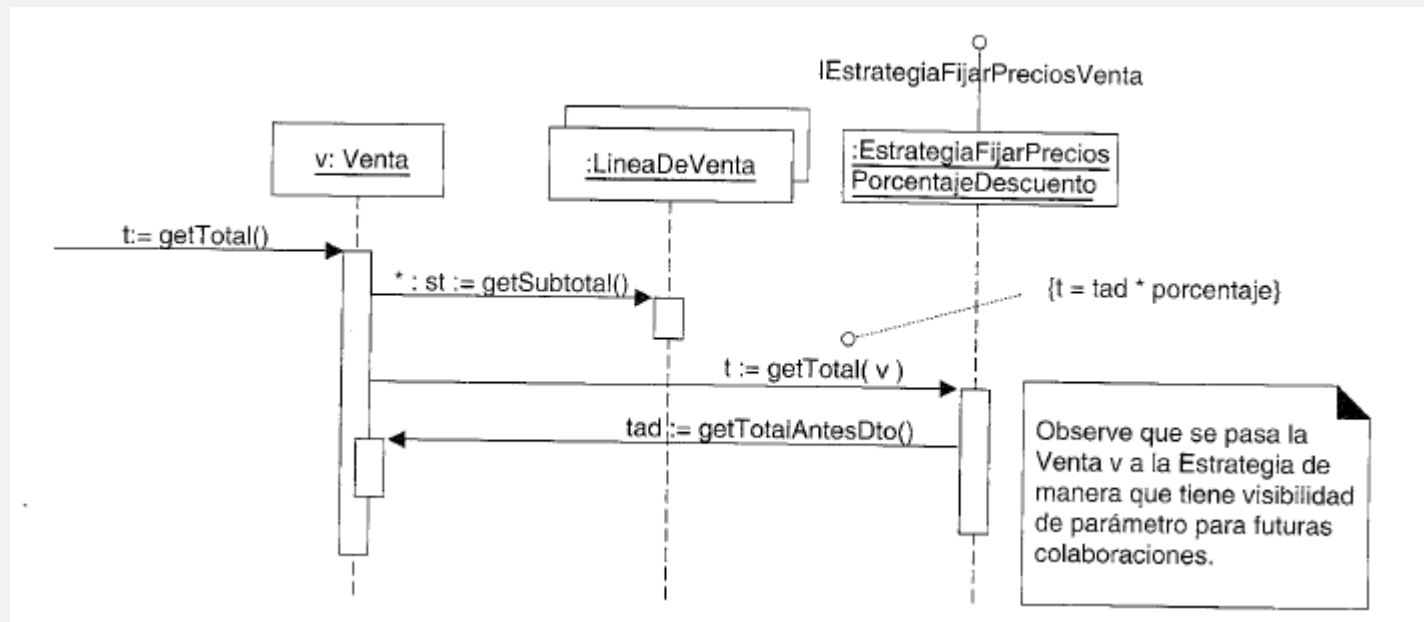 IEstrategiaFijarPreciosVenta
v: Venta
:LineaDeVenta
:EstrategiaFijarPrecios
PorcentajeDescuento
t:= getTotal()
* : st := getSubtotal()
{t = tad * porcentaje}
t := getTotal( v )
tad := getTotalAntesDto()
Observe que se pasa la
Venta v a la Estrategia de
manera que tiene visibilidad
de parámetro para futuras
colaboraciones.